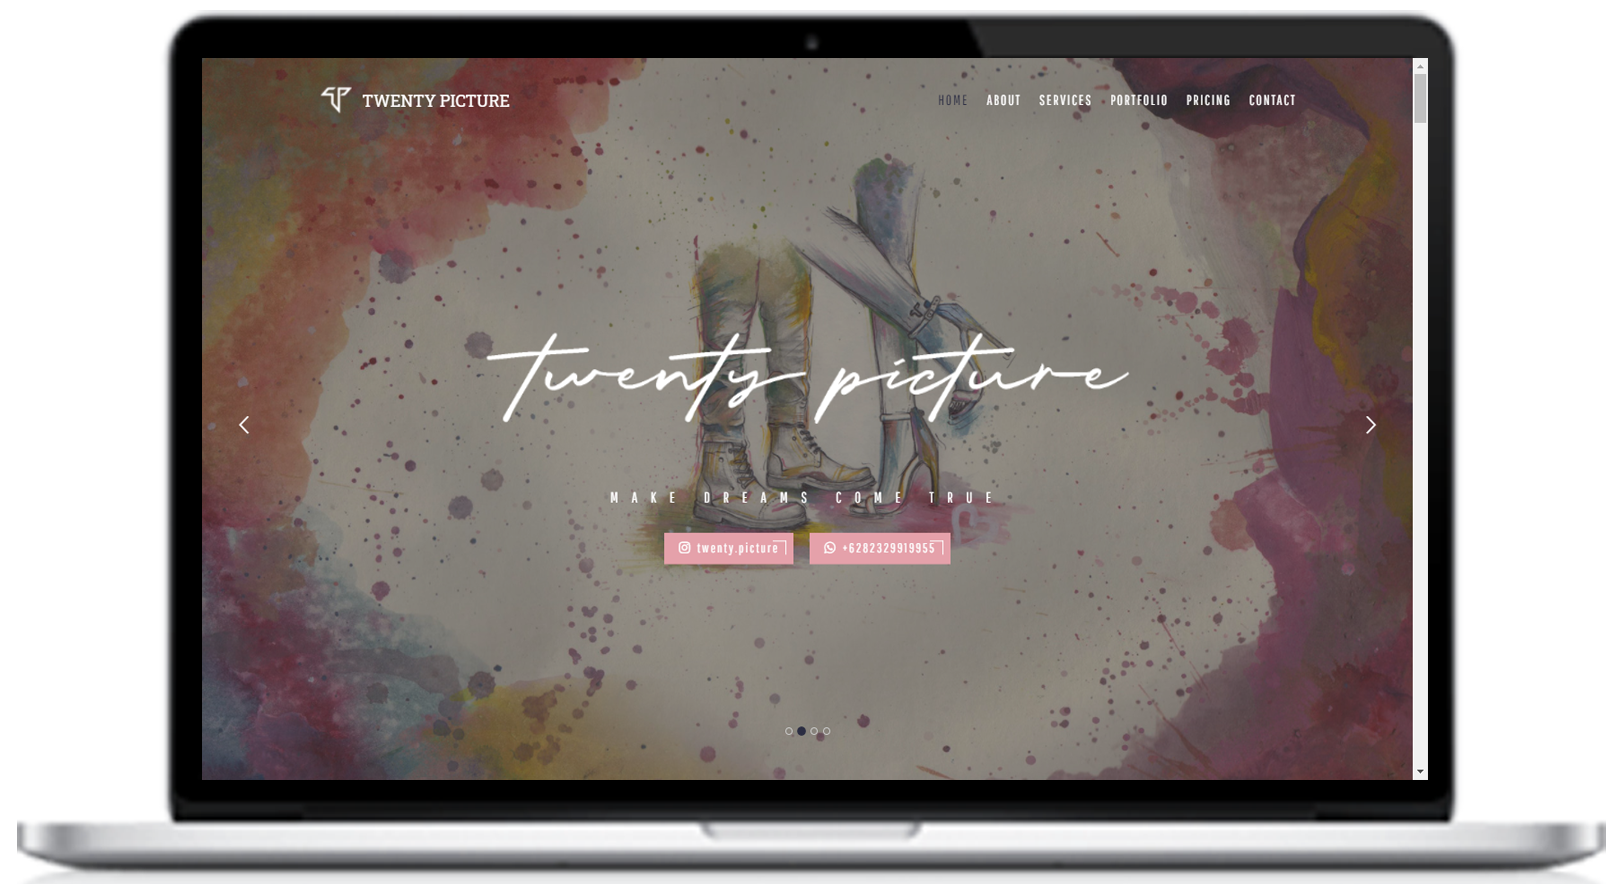 TWENTY PICTURE
HOME ABOUT SERVICES PORTFOLIO PRICING CONTACT
twenty picture
MAKE DREAMS COME TRUE
twenty.picture +6282329919955